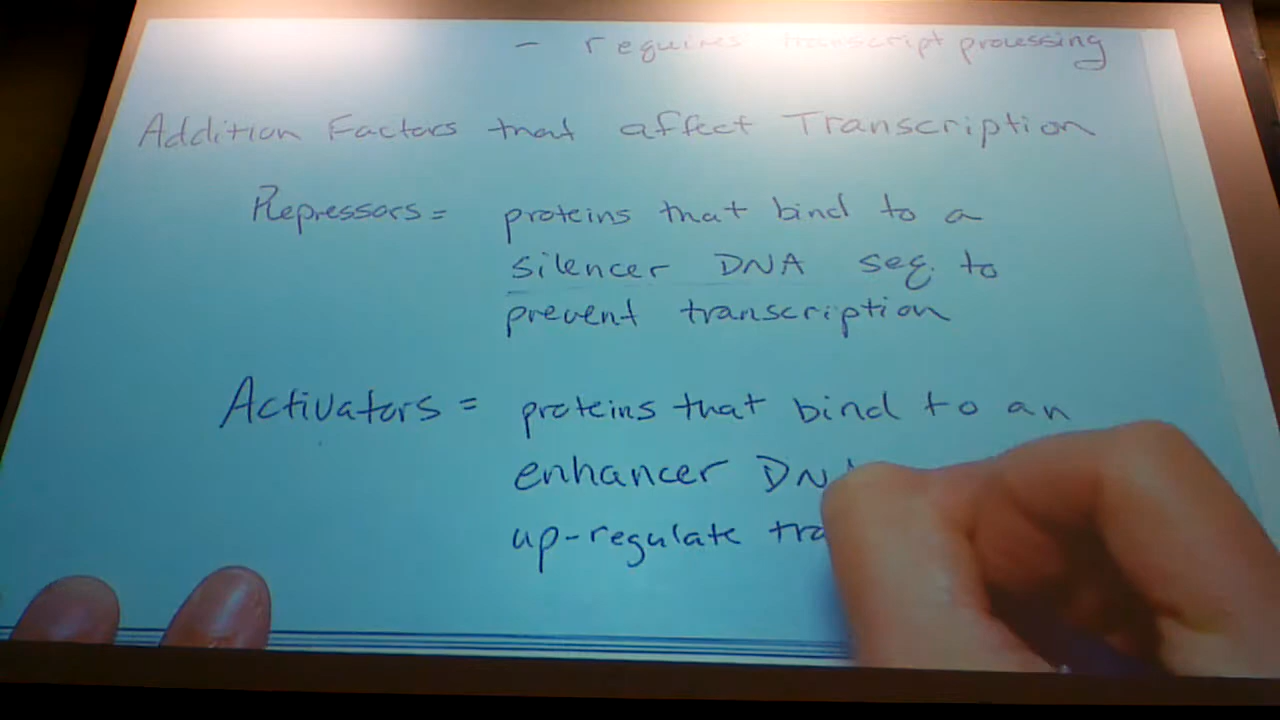 - requires transcript processing
Addition Factors that affect Transcription
Repressors = proteins that bind to a
silencer DNA seq. to
prevent transcription
Activators = proteins that bind to an
enhancer
up-regulate